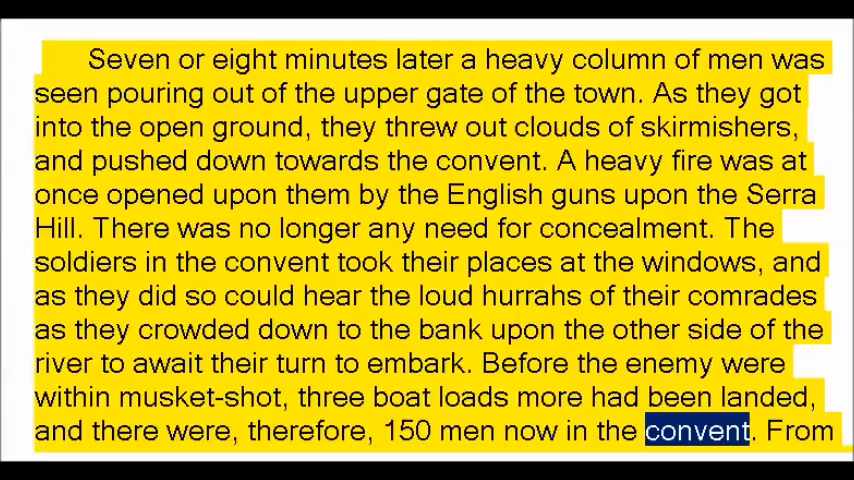 Seven or eight minutes later a heavy column of men was
seen pouring out of the upper gate of the town. As they got
into the open ground, they threw out clouds of skirmishers,
and pushed down towards the convent. A heavy fire was at
once opened upon them by the English guns upon the Serra
Hill. There was no longer any need for concealment. The
soldiers in the convent took their places at the windows, and
as they did so could hear the loud hurrahs of their comrades
as they crowded down to the bank upon the other side of the
river to await their turn to embark. Before the enemy were
within musket-shot, three boat loads more had been landed,
and there were, therefore, 150 men now in the convent. From